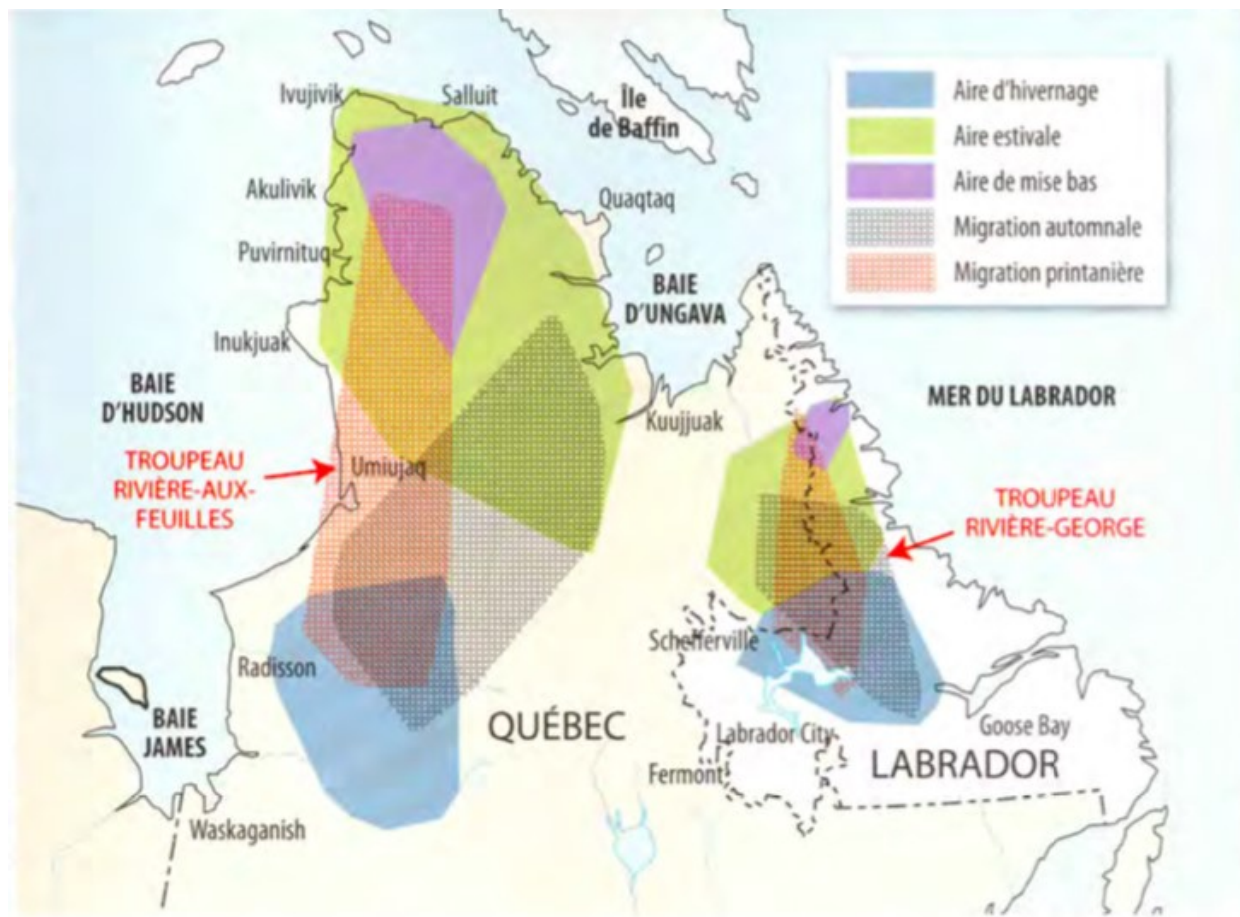 Ivujivik
Salluit
Île
de Baffin
Akulivik
Quaqtaq
Puvirnituq
BAIE
D'UNGAVA
Inukjuak
BAIE
D'HUDSON
Kuujjuak
MER DU LABRADOR
TROUPEAU
RIVIÈRE-AUX-
FEUILLES
Umiujaq
TROUPEAU
RIVIÈRE-GEORGE
Schefferville
Radisson
BAIE
JAMES
QUÉBEC
Labrador City
Goose Bay
Fermont
LABRADOR
Waskaganish
Aire d'hivernage
Aire estivale
Aire de mise bas
Migration automnale
Migration printanière